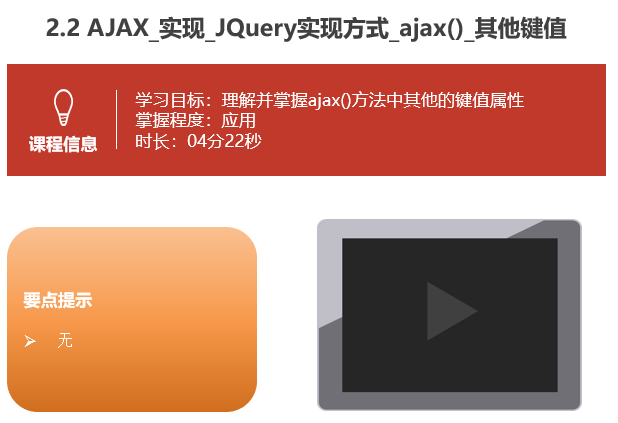 2.2 AJAX_实现_JQuery实现方式_ajax()_其他键值
课程信息
学习目标：理解并掌握ajax()方法中其他的键值属性
掌握程度：应用
时长：04分22秒
要点提示
➢ 无